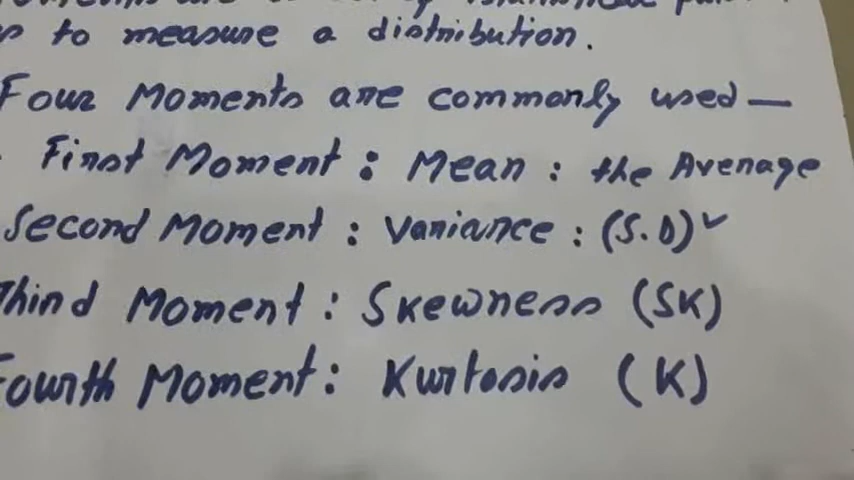 to measure a distribution.
Four Moments are commonly used —
First Moment : Mean : the Average
Second Moment : Variance : (S.D)²
Third Moment : Skewness (SK)
Fourth Moment : Kurtosis (K)